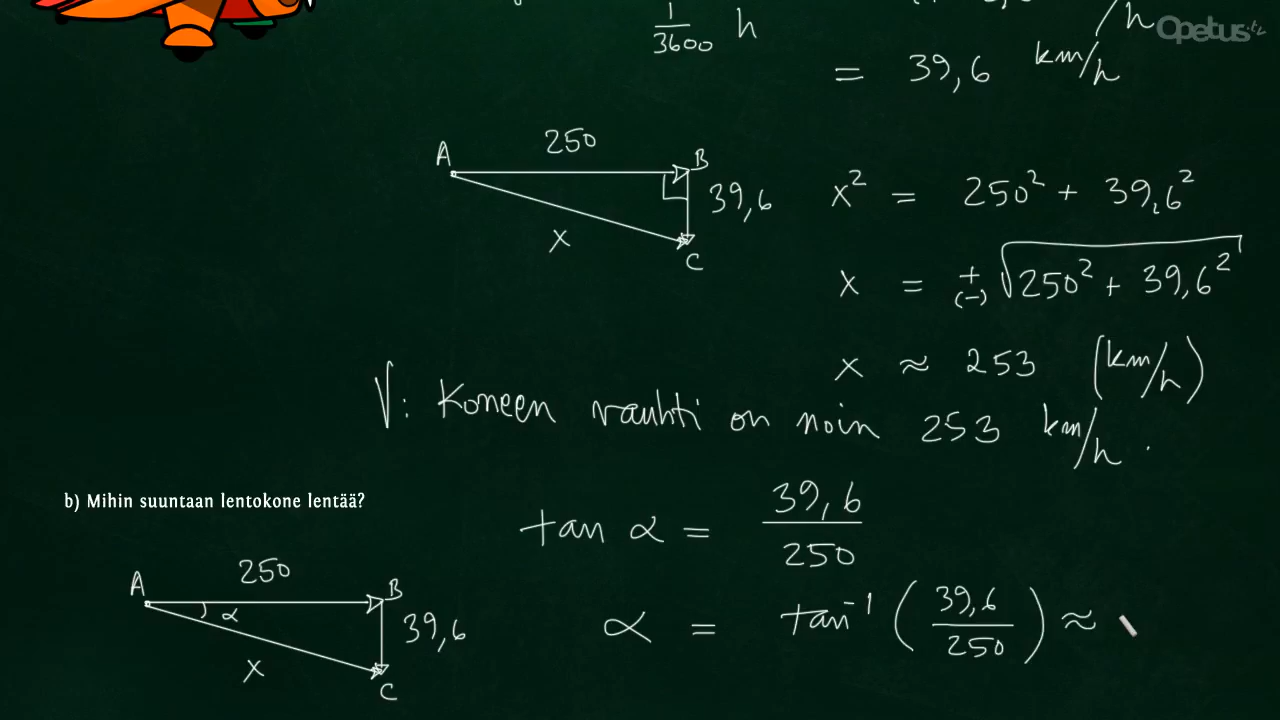 1/3600 h
/h
Opetus.tv
= 39,6 km/h
A 250 B
39,6
x
C
x² = 250² + 39,6²
x = ±(−) √250² + 39,6²
x ≈ 253 (km/h)
V: Koneen vauhti on noin 253 km/h.
b) Mihin suuntaan lentokone lentää?
tan α = 39,6/250
A 250 B
α
39,6
x
C
α = tan⁻¹ (39,6/250) ≈